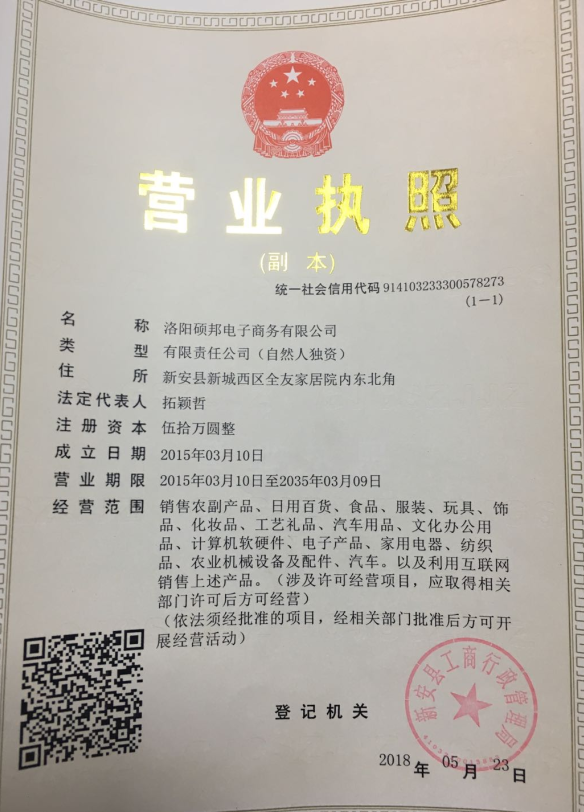 营业执照
(副 本)
统一社会信用代码 914103233300578273
(1-1)
名 称 洛阳硕邦电子商务有限公司
类 型 有限责任公司（自然人独资）
住 所 新安县新城西区全友家居院内东北角
法定代表人 拓颖哲
注册资本 伍拾万圆整
成立日期 2015年03月10日
营业期限 2015年03月10日至2035年03月09日
经营范围 销售农副产品、日用百货、食品、服装、玩具、饰
品、化妆品、工艺礼品、汽车用品、文化办公用
品、计算机软硬件、电子产品、家用电器、纺织
品、农业机械设备及配件、汽车。以及利用互联网
销售上述产品。（涉及许可经营项目，应取得相关
部门许可后方可经营）
（依法须经批准的项目，经相关部门批准后方可开
展经营活动）
登记机关
新安县工商行政管理局
2018 年 05 月 23 日